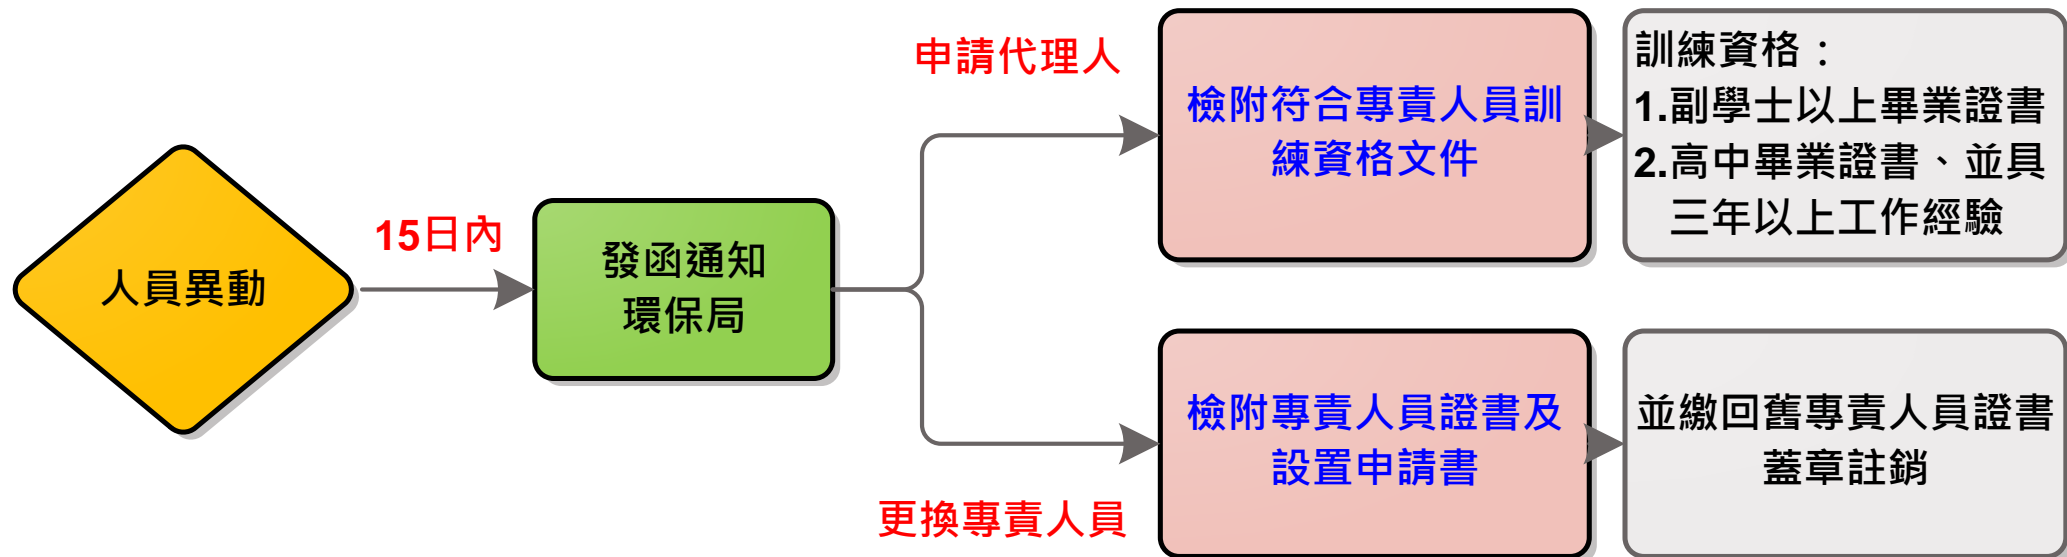 人員異動
15日內
發函通知
環保局
申請代理人
檢附符合專責人員訓
練資格文件
訓練資格：
1.副學士以上畢業證書
2.高中畢業證書、並具
三年以上工作經驗
更換專責人員
檢附專責人員證書及
設置申請書
並繳回舊專責人員證書
蓋章註銷